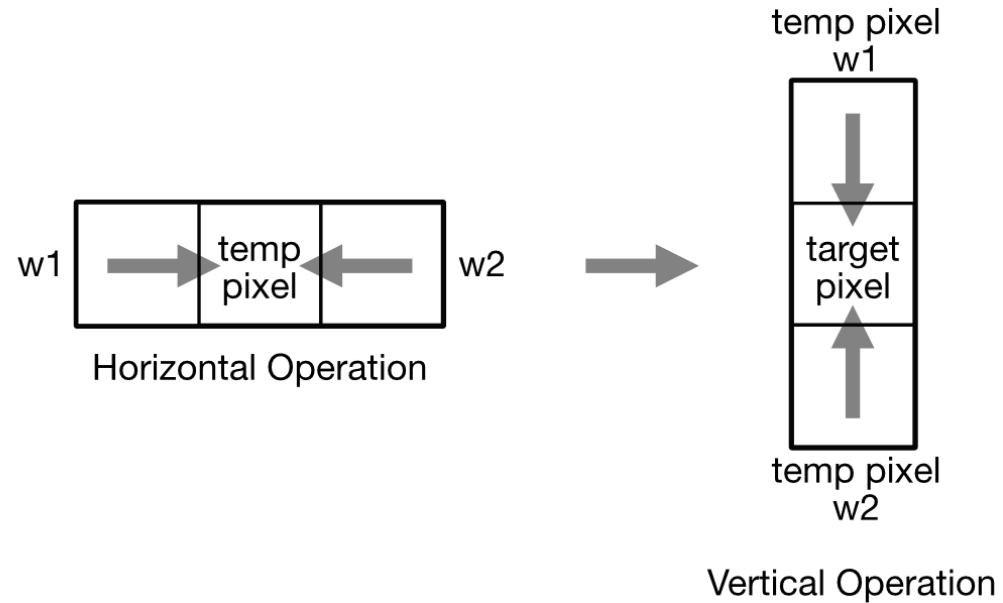 w1
temp
pixel
w2
Horizontal Operation
temp pixel
w1
target
pixel
temp pixel
w2
Vertical Operation